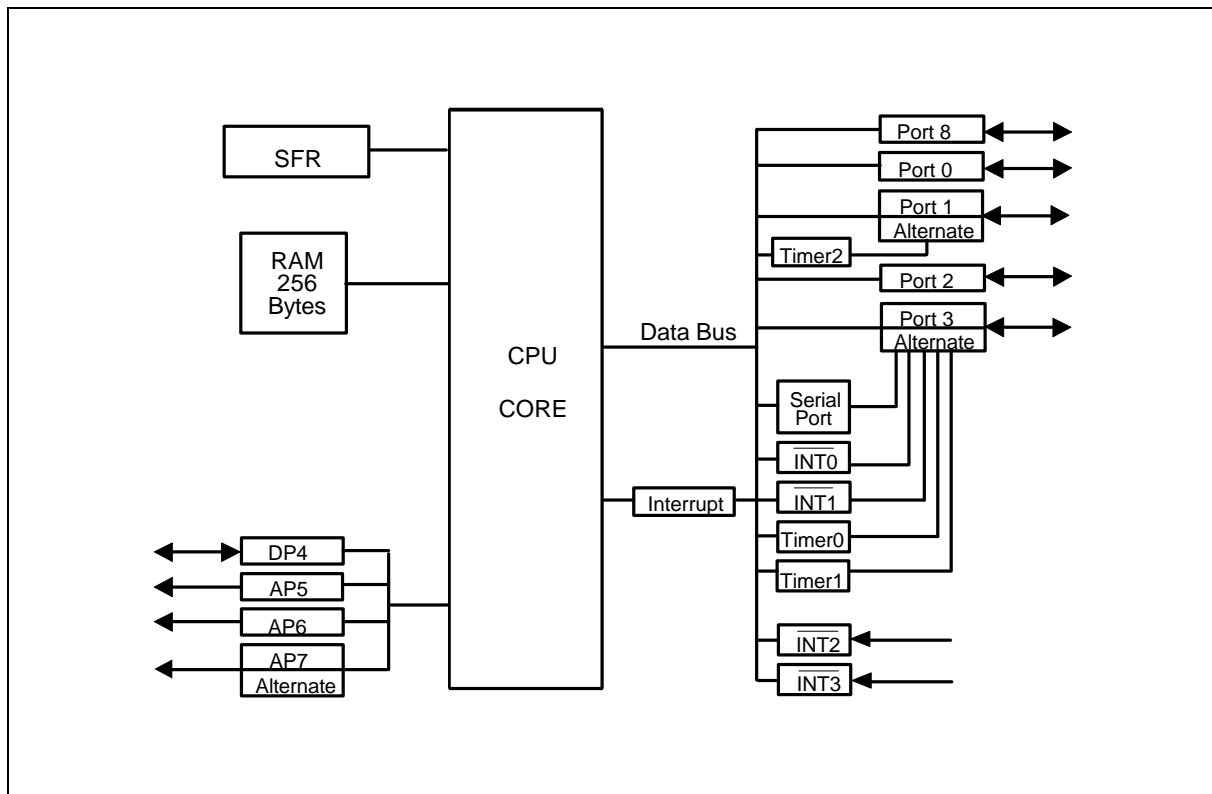 SFR
RAM
256
Bytes
CPU
CORE
DP4
AP5
AP6
AP7
Alternate
Data Bus
Interrupt
Port 8
Port 0
Port 1
Alternate
Timer2
Port 2
Port 3
Alternate
Serial
Port
INT0
INT1
Timer0
Timer1
INT2
INT3